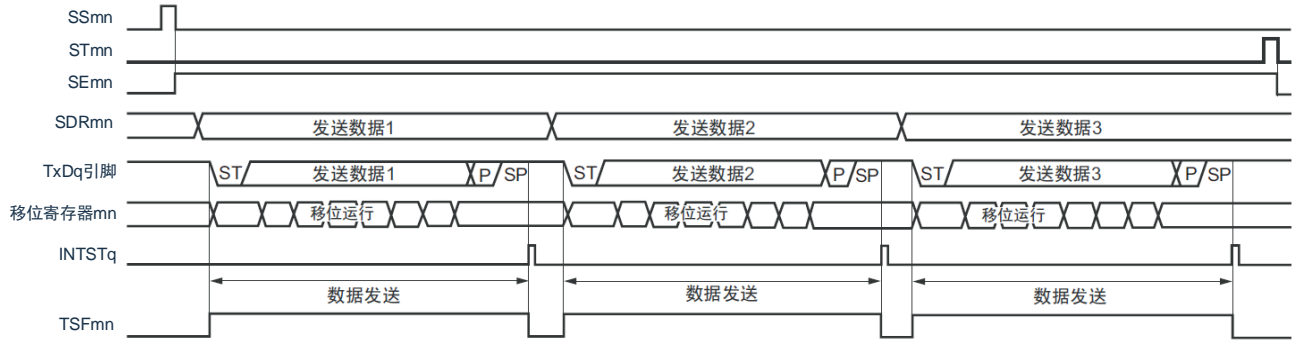 SSmn
STmn
SEmn
SDRmn 发送数据1 发送数据2 发送数据3
TxDq引脚 ST 发送数据1 P SP ST 发送数据2 P SP ST 发送数据3 P SP
移位寄存器mn 移位运行 移位运行 移位运行
INTSTq
数据发送 数据发送 数据发送
TSFmn